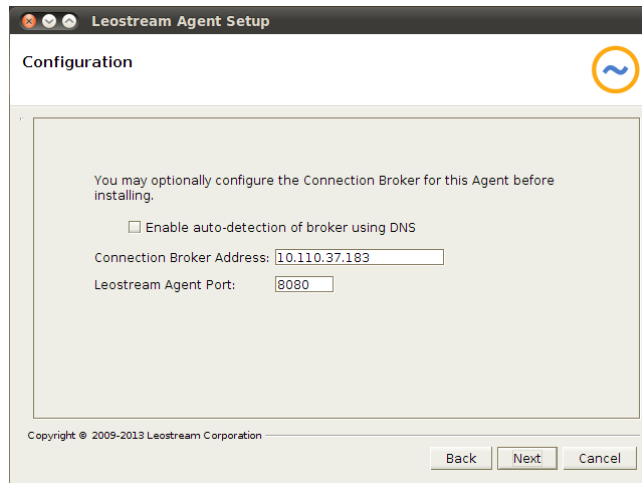 Leostream Agent Setup
Configuration
You may optionally configure the Connection Broker for this Agent before
installing.
Enable auto-detection of broker using DNS
Connection Broker Address: 10.110.37.183
Leostream Agent Port: 8080
Copyright © 2009-2013 Leostream Corporation
Back Next Cancel